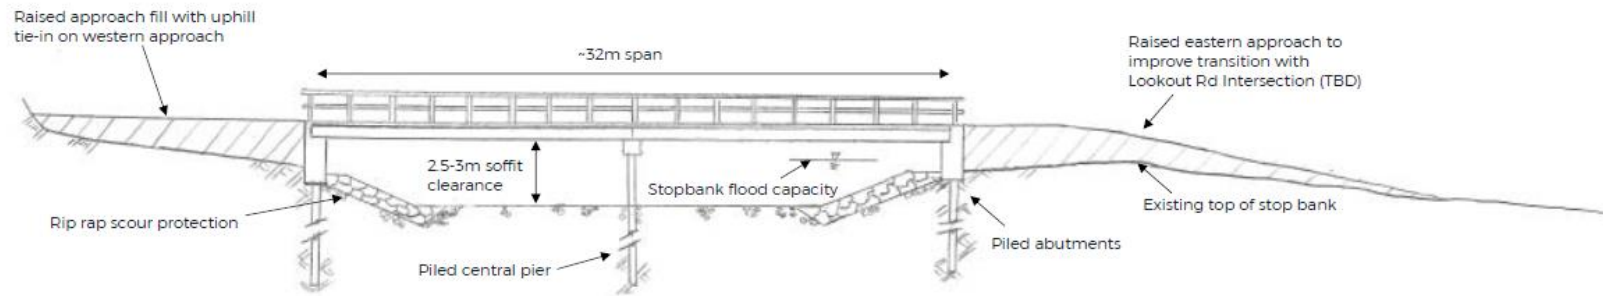 Raised approach fill with uphill
tie-in on western approach
~32m span
Raised eastern approach to
improve transition with
Lookout Rd Intersection (TBD)
2.5-3m soffit
clearance
Stopbank flood capacity
Existing top of stop bank
Rip rap scour protection
Piled abutments
Piled central pier